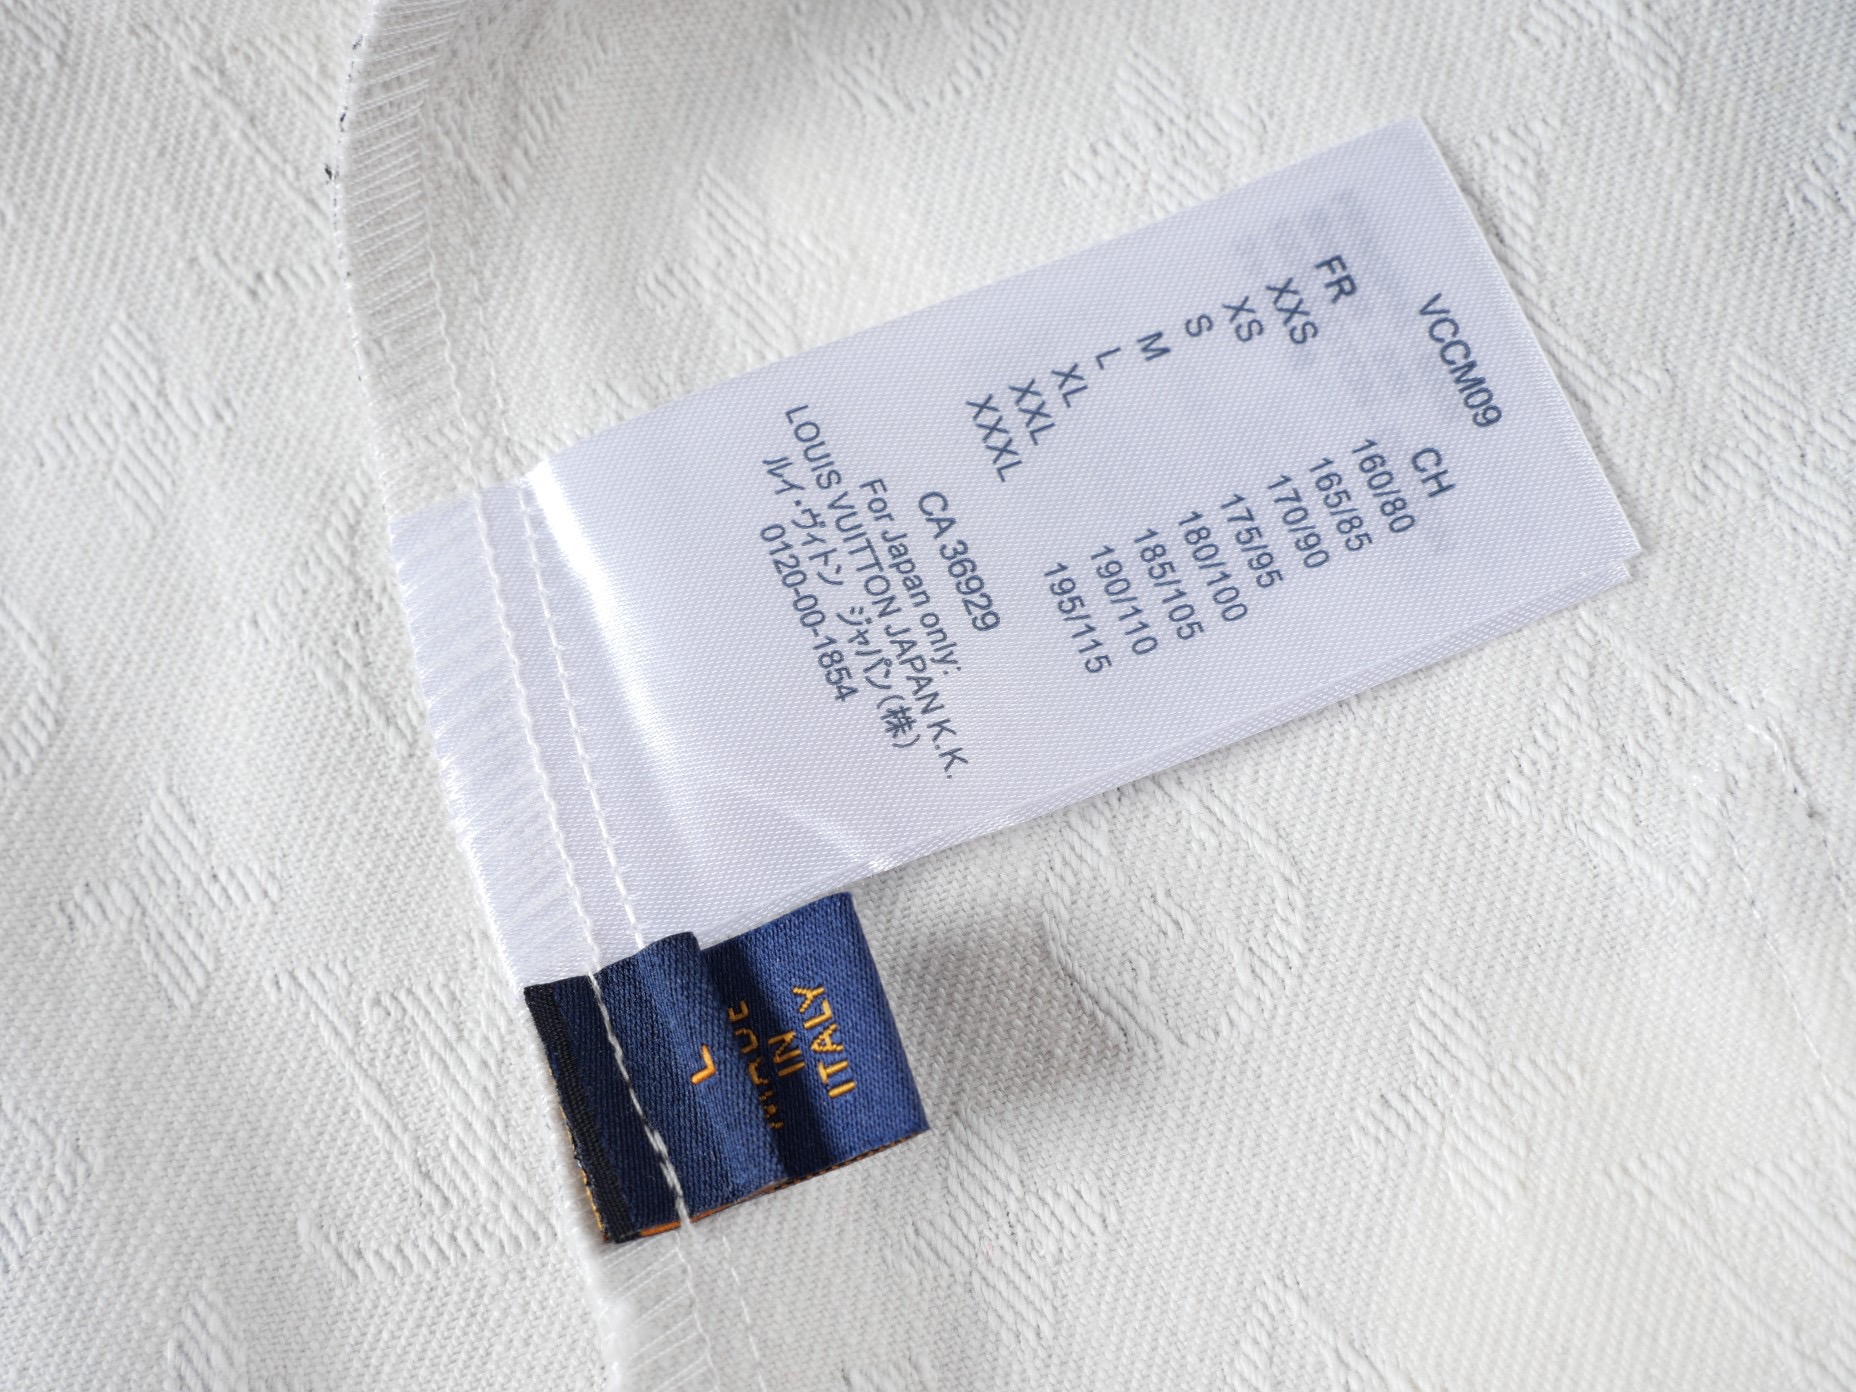 VCCM09
FR CH
XXS 160/80
XS 165/85
S 170/90
M 175/95
L 180/100
XL 185/105
XXL 190/110
XXXL 195/115
CA 36929
For Japan only:
LOUIS VUITTON JAPAN K.K.
ルイ・ヴィトン ジャパン(株)
0120-00-1854
L
MADE
IN
ITALY